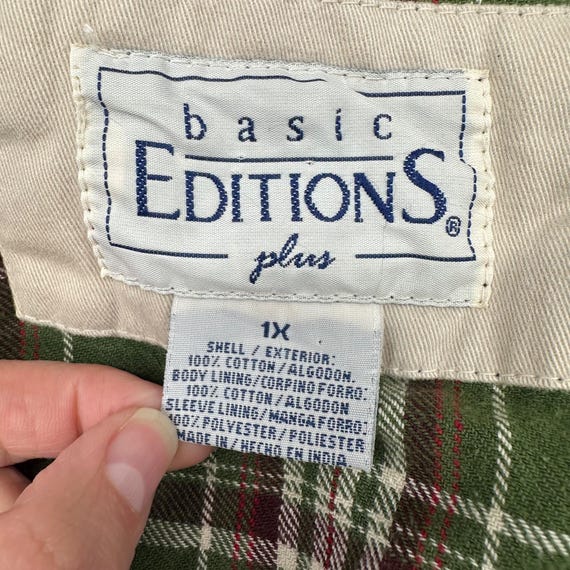 basic
EDITIONS®
plus
1X
SHELL / EXTERIOR:
100% COTTON/ALGODON.
BODY LINING/CORPINO FORRO:
100% COTTON/ALGODON
SLEEVE LINING/MANGA FORRO:
100% POLYESTER/POLIESTER
MADE IN / HECHO EN INDIA